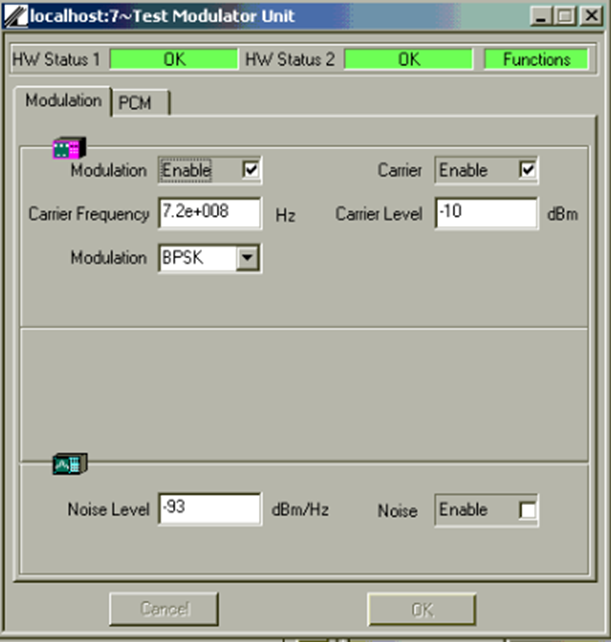 localhost:7~Test Modulator Unit
HW Status 1 OK HW Status 2 OK Functions
Modulation PCM
Modulation Enable Carrier Enable
Carrier Frequency 7.2e+008 Hz Carrier Level -10 dBm
Modulation BPSK
Noise Level -93 dBm/Hz Noise Enable
Cancel OK